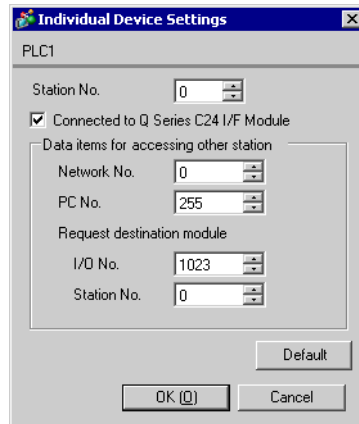 Individual Device Settings
PLC1
Station No. 0
Connected to Q Series C24 I/F Module
Data items for accessing other station
Network No. 0
PC No. 255
Request destination module
I/O No. 1023
Station No. 0
Default
OK (O) Cancel